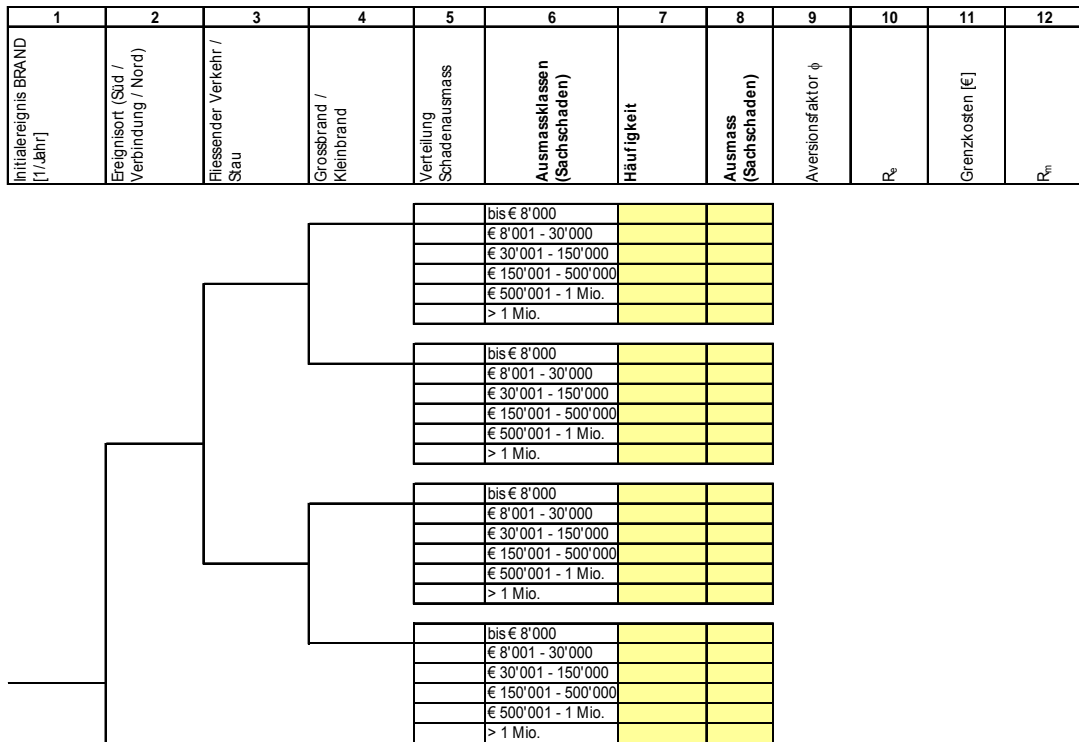 1 2 3 4 5 6 7 8 9 10 11 12
Initialereignis BRAND
[1/Jahr]
Ereignisort (Süd /
Verbindung / Nord)
Fliessender Verkehr /
Stau
Grossbrand /
Kleinbrand
Verteilung
Schadenausmass
Ausmassklassen
(Sachschaden)
Häufigkeit
Ausmass
(Sachschaden)
Aversionsfaktor ϕ
Re
Grenzkosten [€]
Rm
bis € 8'000
€ 8'001 - 30'000
€ 30'001 - 150'000
€ 150'001 - 500'000
€ 500'001 - 1 Mio.
> 1 Mio.
bis € 8'000
€ 8'001 - 30'000
€ 30'001 - 150'000
€ 150'001 - 500'000
€ 500'001 - 1 Mio.
> 1 Mio.
bis € 8'000
€ 8'001 - 30'000
€ 30'001 - 150'000
€ 150'001 - 500'000
€ 500'001 - 1 Mio.
> 1 Mio.
bis € 8'000
€ 8'001 - 30'000
€ 30'001 - 150'000
€ 150'001 - 500'000
€ 500'001 - 1 Mio.
> 1 Mio.